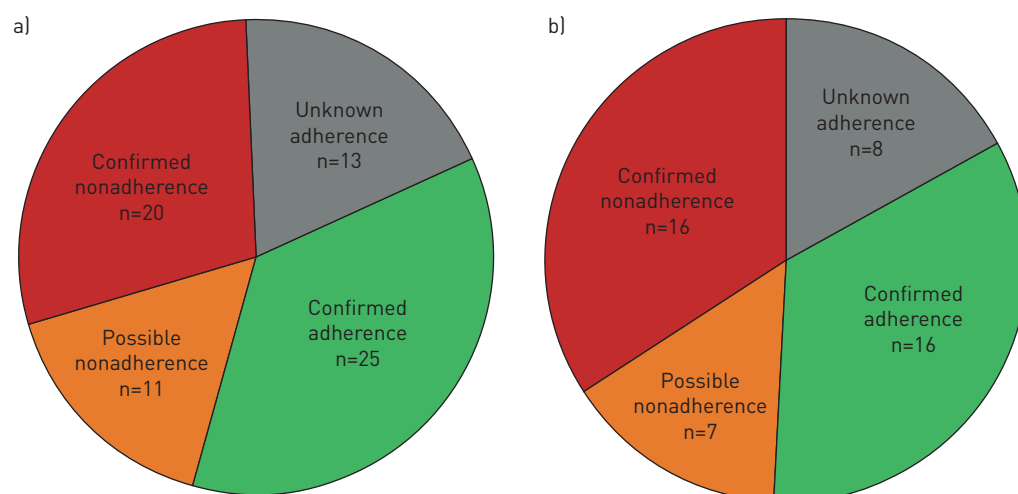 a)
Unknown
adherence
n=13
Confirmed
nonadherence
n=20
Confirmed
adherence
n=25
Possible
nonadherence
n=11
b)
Unknown
adherence
n=8
Confirmed
nonadherence
n=16
Confirmed
adherence
n=16
Possible
nonadherence
n=7